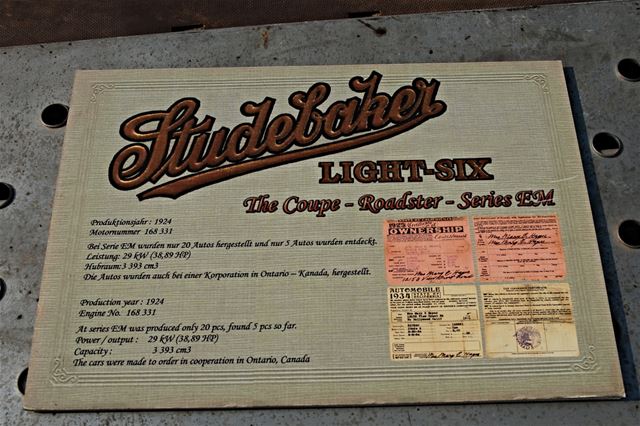 Studebaker
LIGHT-SIX
The Coupe - Roadster - Series EM
Produktionsjahr : 1924
Motornummer 168 331
Bei Serie EM wurden nur 20 Autos hergestellt und nur 5 Autos wurden entdeckt.
Leistung: 29 kW (38,89 HP)
Hubraum: 3 393 cm3
Die Autos wurden auch bei einer Korporation in Ontario – Kanada, hergestellt.
Production year : 1924
Engine No. 168 331
At series EM was produced only 20 pcs, found 5 pcs so far.
Power / output : 29 kW (38,89 HP)
Capacity : 3 393 cm3
The cars were made to order in cooperation in Ontario, Canada
OWNERSHIP
AUTOMOBILE
1934